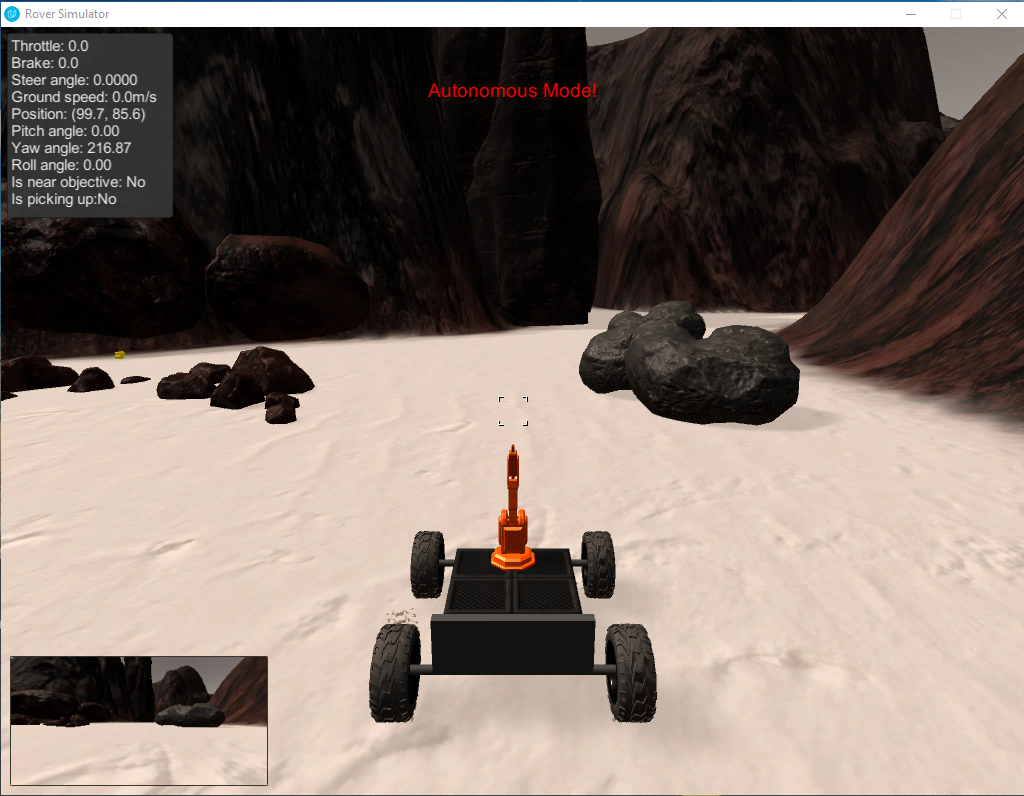 Rover Simulator
Throttle: 0.0
Brake: 0.0
Steer angle: 0.0000
Ground speed: 0.0m/s
Position: (99.7, 85.6)
Pitch angle: 0.00
Yaw angle: 216.87
Roll angle: 0.00
Is near objective: No
Is picking up:No
Autonomous Mode!